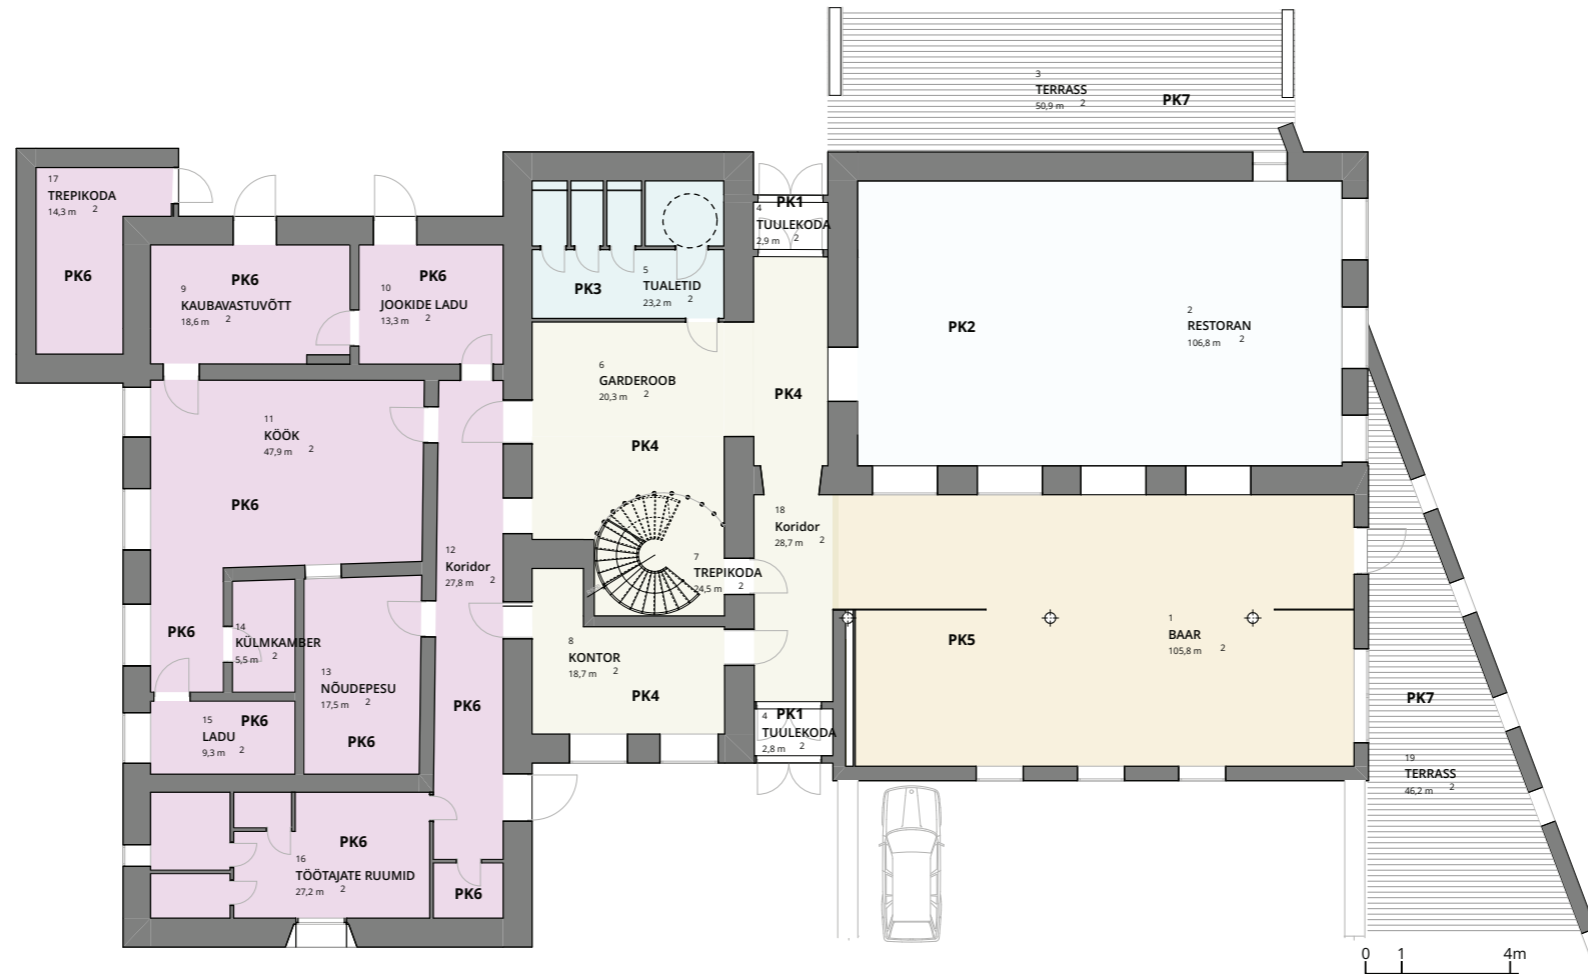 3
TERRASS
50,9 m 2
PK7
17
TREPIKODA
14,3 m 2
PK6
9
KAUBAVASTUVÕTT
18,6 m 2
PK6
10
JOOKIDE LADU
13,3 m 2
PK6
5
TUALETID
23,2 m 2
PK3
PK1
4
TUULEKODA
2,9 m 2
PK2
2
RESTORAN
106,8 m 2
6
GARDEROOB
20,3 m 2
PK4
PK4
11
KÖÖK
47,9 m 2
PK6
12
Koridor
27,8 m 2
18
Koridor
28,7 m 2
7
TREPIKODA
24,5 m 2
14
KÜLMKAMBER
5,5 m 2
PK6
13
NÕUDEPESU
17,5 m 2
PK6
8
KONTOR
18,7 m 2
PK4
PK5
1
BAAR
105,8 m 2
15
LADU
9,3 m 2
PK6
PK6
PK1
4
TUULEKODA
2,8 m 2
PK7
19
TERRASS
46,2 m 2
PK6
16
TÖÖTAJATE RUUMID
27,2 m 2
PK6
0 1 4m